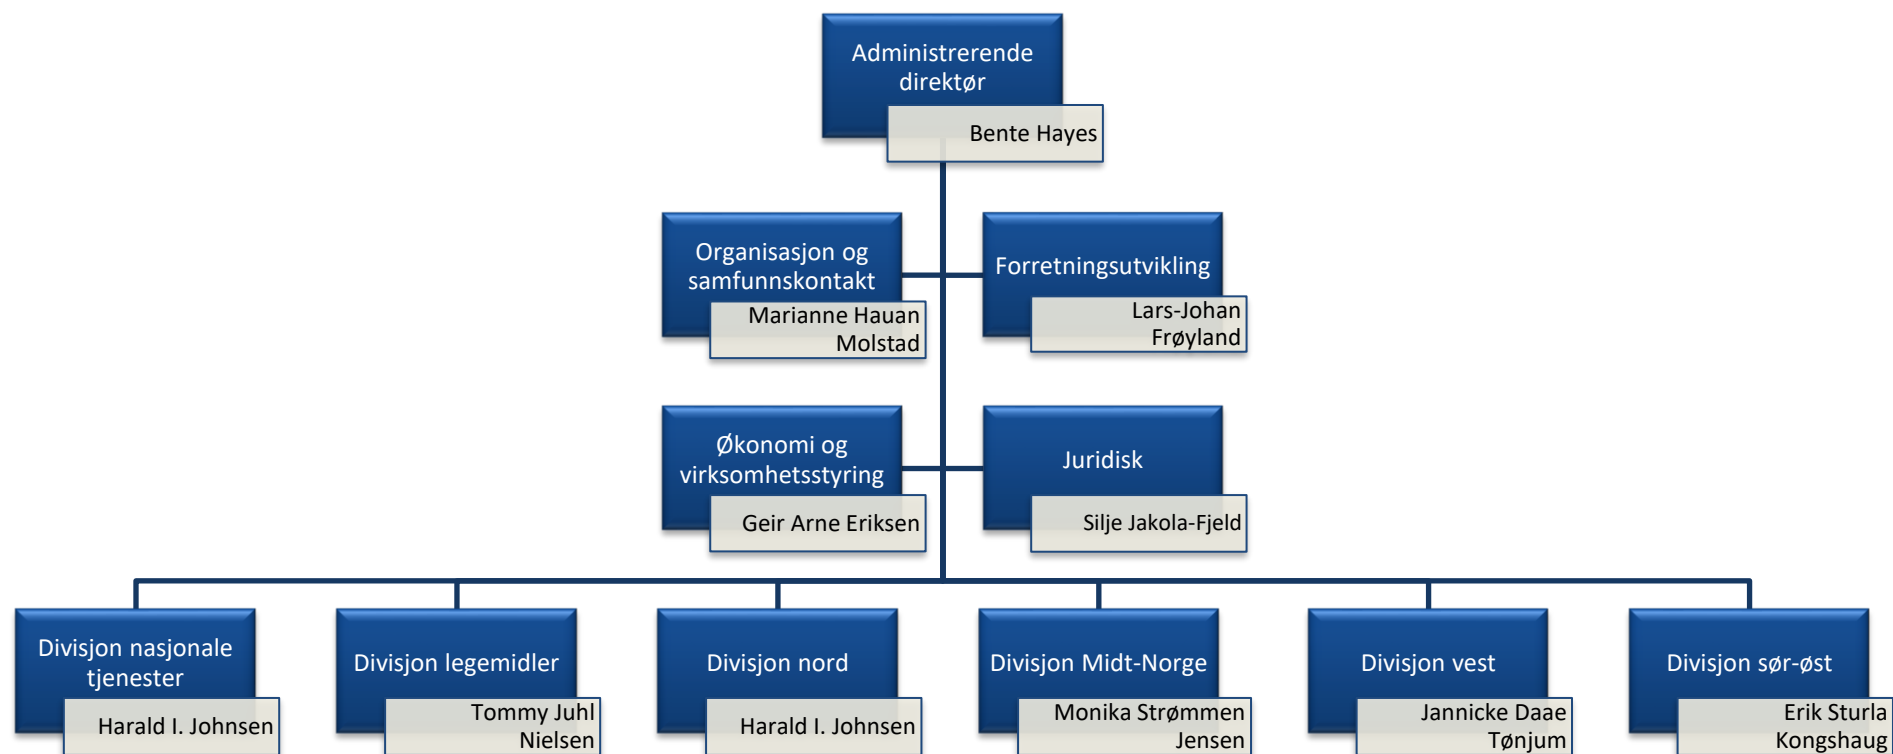 Administrerende
direktør
Bente Hayes
Organisasjon og
samfunnskontakt
Marianne Hauan
Molstad
Forretningsutvikling
Lars-Johan
Frøyland
Økonomi og
virksomhetsstyring
Geir Arne Eriksen
Juridisk
Silje Jakola-Fjeld
Divisjon nasjonale
tjenester
Harald I. Johnsen
Divisjon legemidler
Tommy Juhl
Nielsen
Divisjon nord
Harald I. Johnsen
Divisjon Midt-Norge
Monika Strømmen
Jensen
Divisjon vest
Jannicke Daae
Tønjum
Divisjon sør-øst
Erik Sturla
Kongshaug